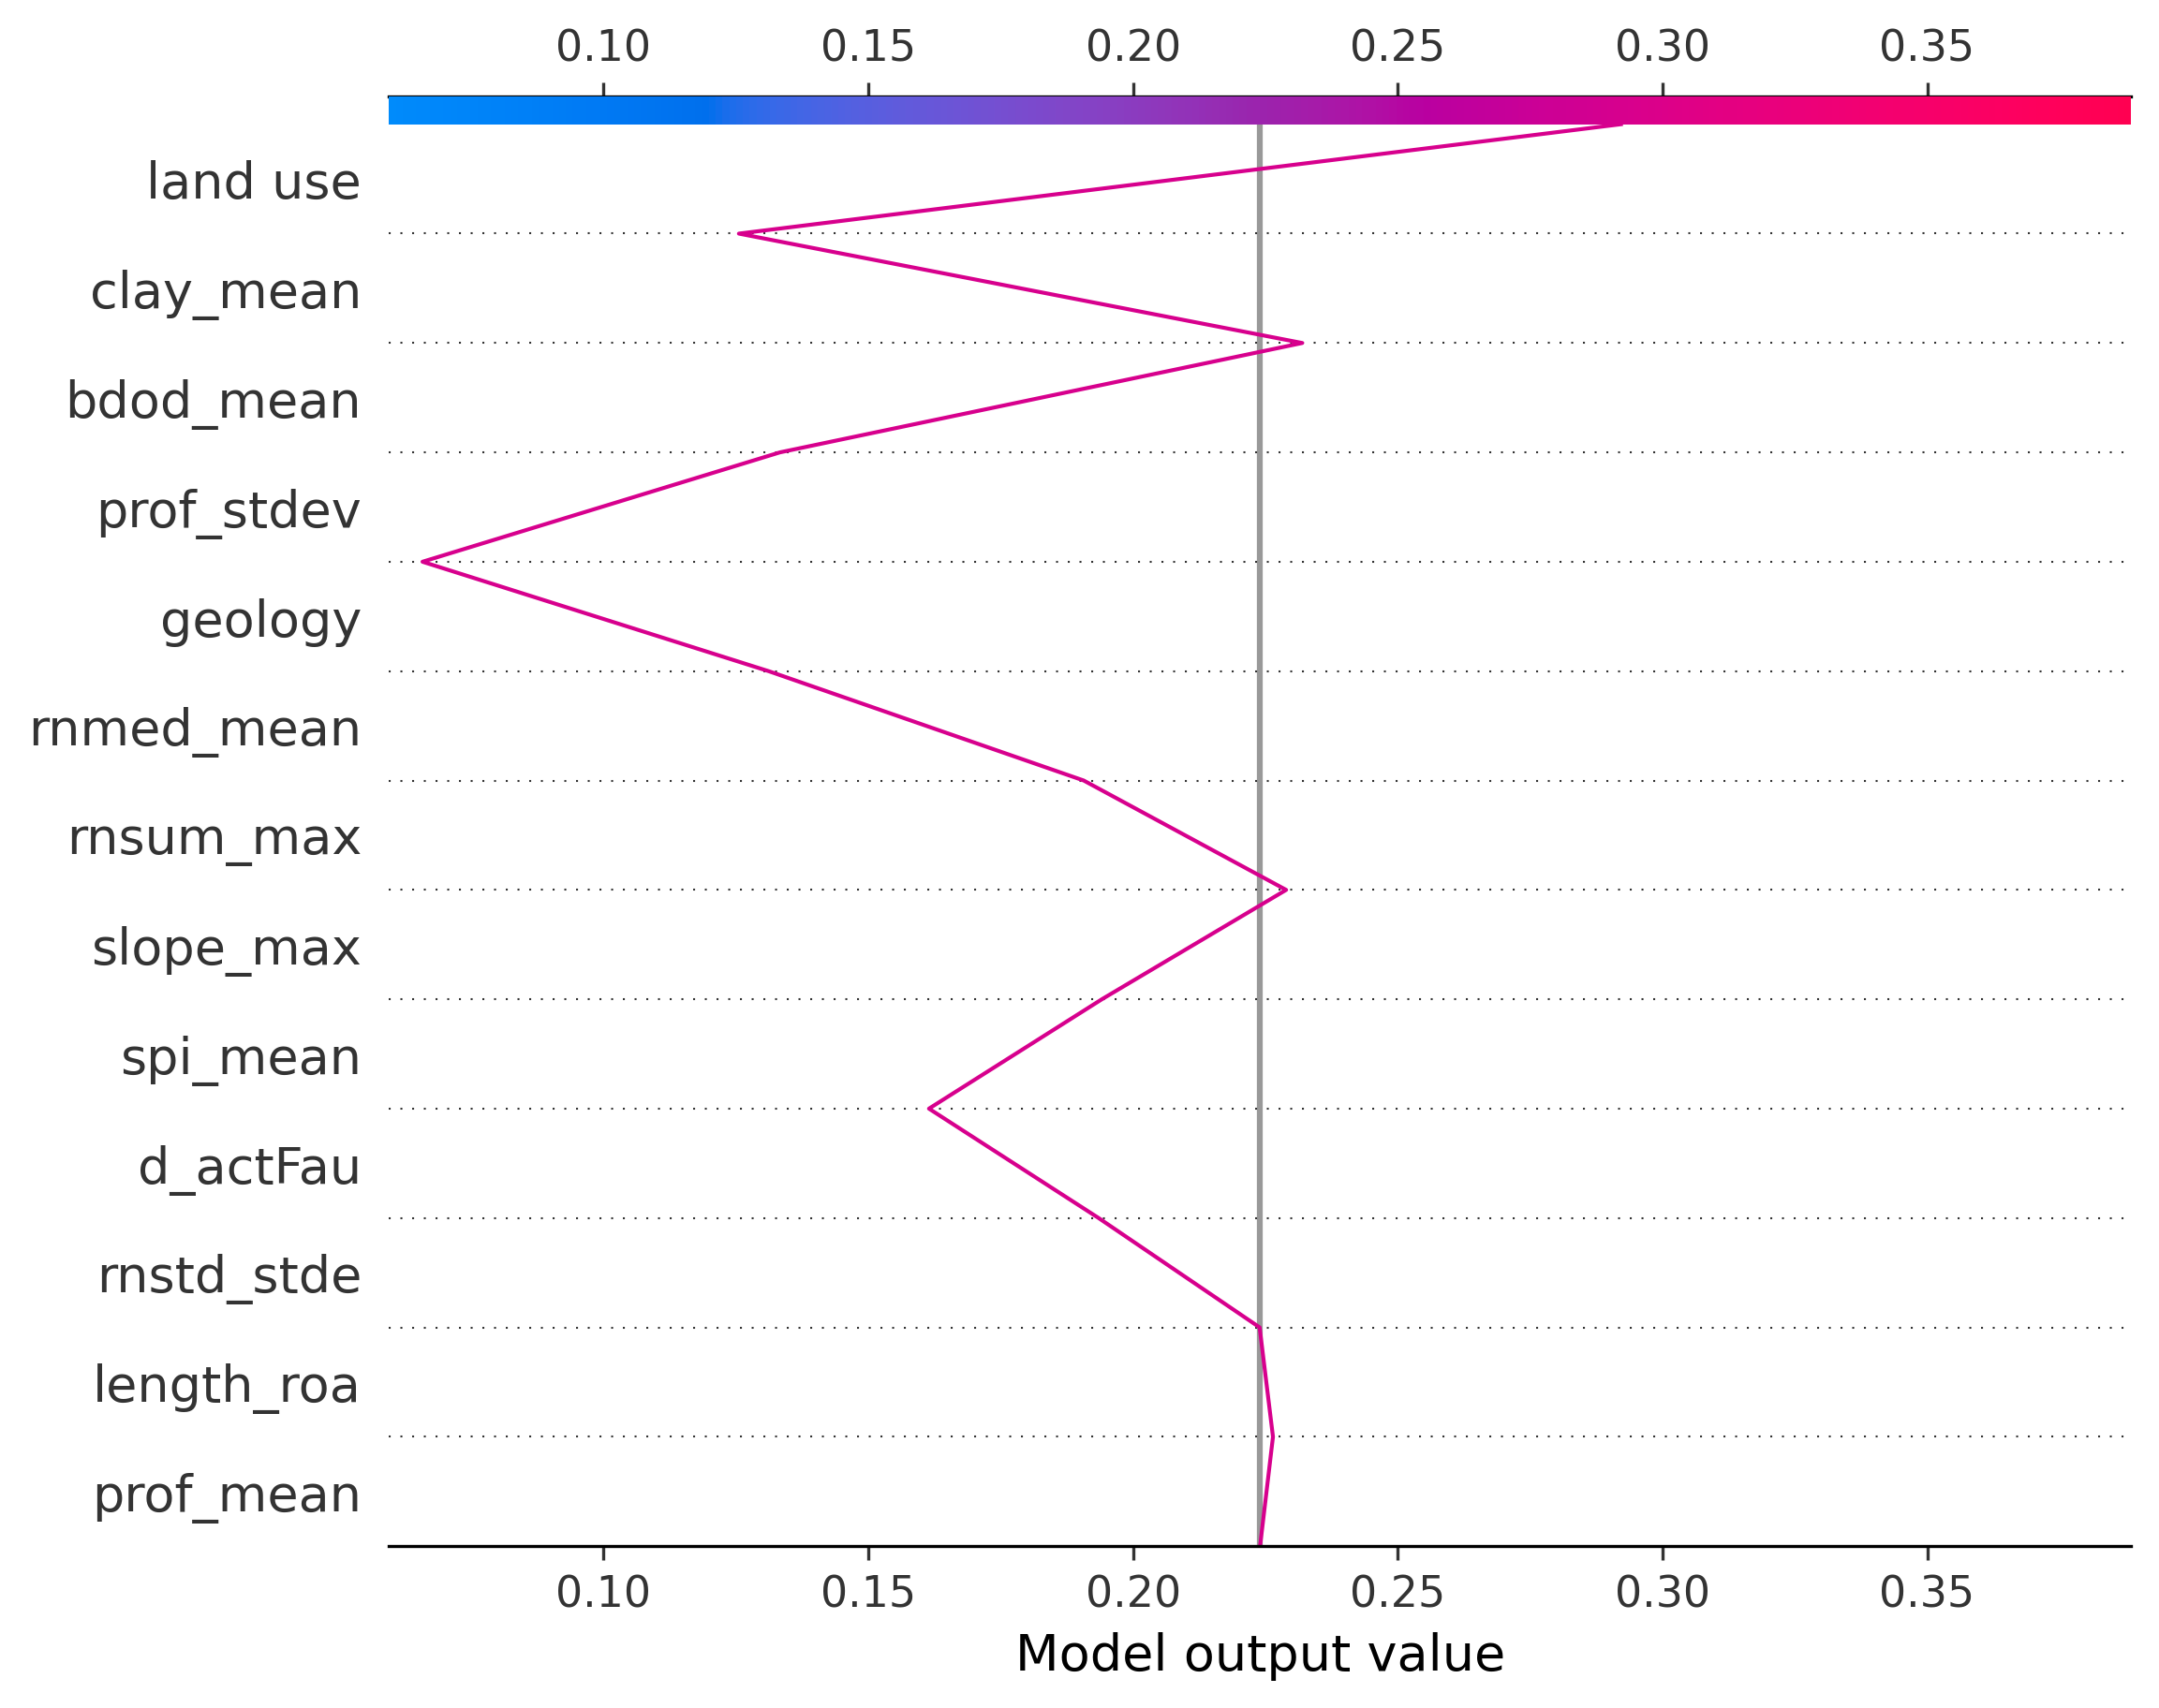 0.10 0.15 0.20 0.25 0.30 0.35
land use
clay_mean
bdod_mean
prof_stdev
geology
rnmed_mean
rnsum_max
slope_max
spi_mean
d_actFau
rnstd_stde
length_roa
prof_mean
0.10 0.15 0.20 0.25 0.30 0.35
Model output value